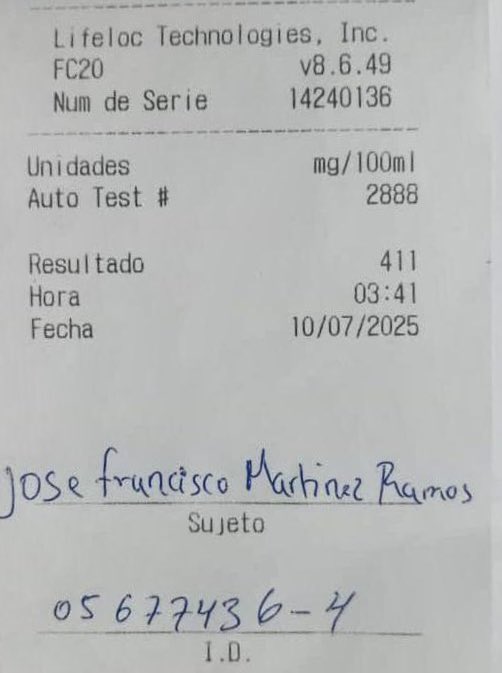 Lifeloc Technologies, Inc.
FC20 v8.6.49
Num de Serie 14240136
Unidades mg/100ml
Auto Test # 2888
Resultado 411
Hora 03:41
Fecha 10/07/2025
Jose francisco Martinez Ramos
Sujeto
05677436-4
I.D.